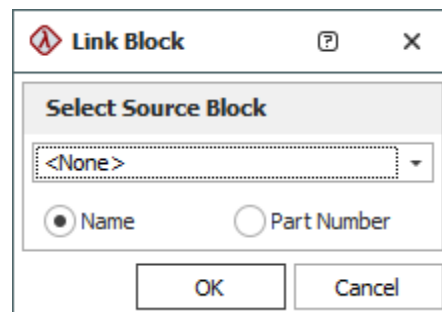 Link Block
Select Source Block
<None>
Name Part Number
OK Cancel